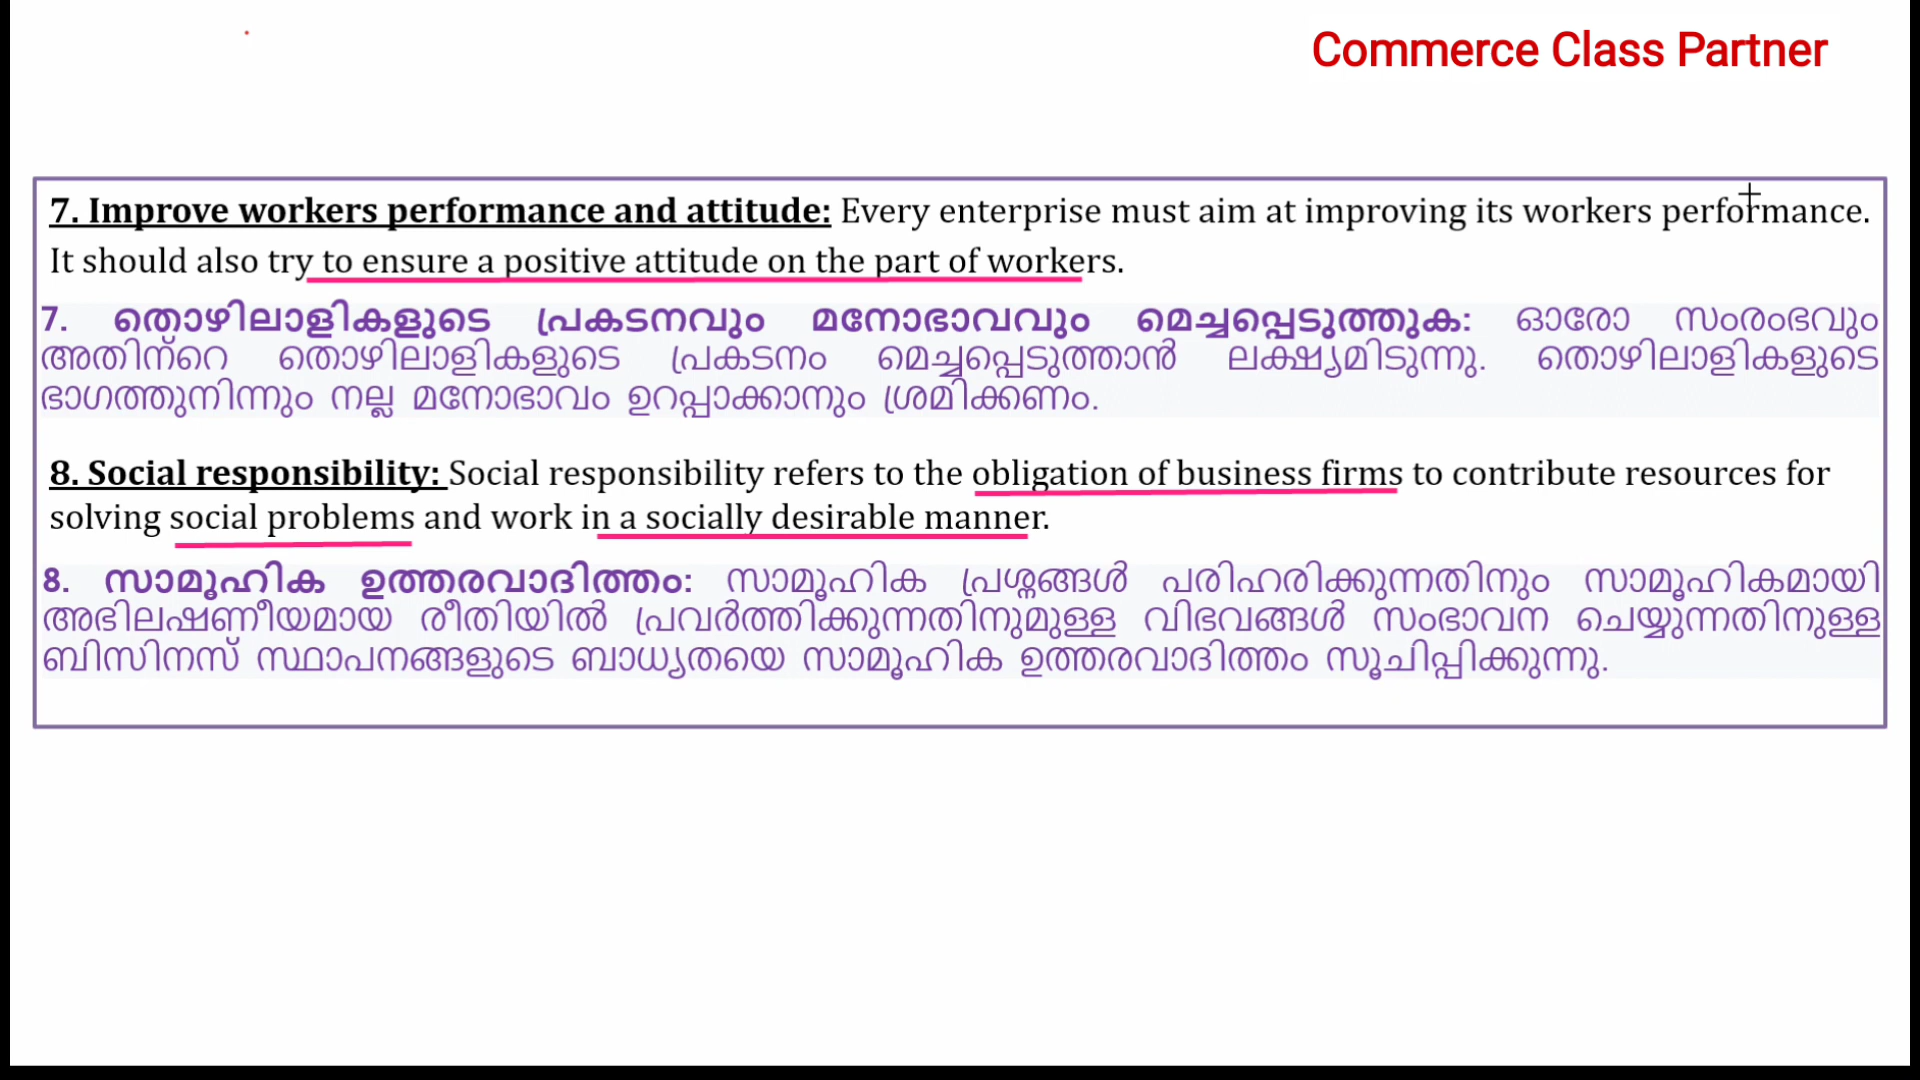 Commerce Class Partner
7. Improve workers performance and attitude: Every enterprise must aim at improving its workers performance.
It should also try to ensure a positive attitude on the part of workers.
7. തൊഴിലാളികളുടെ പ്രകടനവും മനോഭാവവും മെച്ചപ്പെടുത്തുക: ഓരോ സംരംഭവും
അതിന്റെ തൊഴിലാളികളുടെ പ്രകടനം മെച്ചപ്പെടുത്താൻ ലക്ഷ്യമിടുന്നു. തൊഴിലാളികളുടെ
ഭാഗത്തുനിന്നും നല്ല മനോഭാവം ഉറപ്പാക്കാനും ശ്രമിക്കണം.
8. Social responsibility: Social responsibility refers to the obligation of business firms to contribute resources for
solving social problems and work in a socially desirable manner.
8. സാമൂഹിക ഉത്തരവാദിത്തം: സാമൂഹിക പ്രശ്നങ്ങൾ പരിഹരിക്കുന്നതിനും സാമൂഹികമായി
അഭിലഷണീയമായ രീതിയിൽ പ്രവർത്തിക്കുന്നതിനുമുള്ള വിഭവങ്ങൾ സംഭാവന ചെയ്യുന്നതിനുള്ള
ബിസിനസ് സ്ഥാപനങ്ങളുടെ ബാധ്യതയെ സാമൂഹിക ഉത്തരവാദിത്തം സൂചിപ്പിക്കുന്നു.